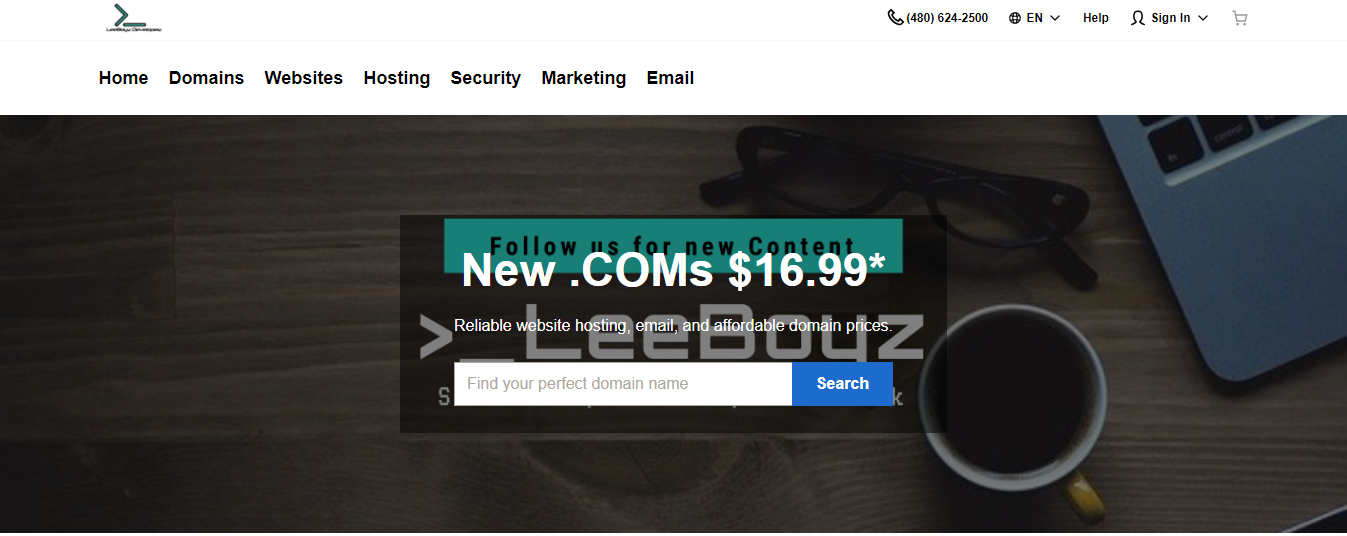 LeeBoyz Developez
(480) 624-2500
EN
Help
Sign In
Home Domains Websites Hosting Security Marketing Email
control
Follow us for new Content
New .COMs $16.99*
Reliable website hosting, email, and affordable domain prices.
>_LeeBoyz
Find your perfect domain name
Search